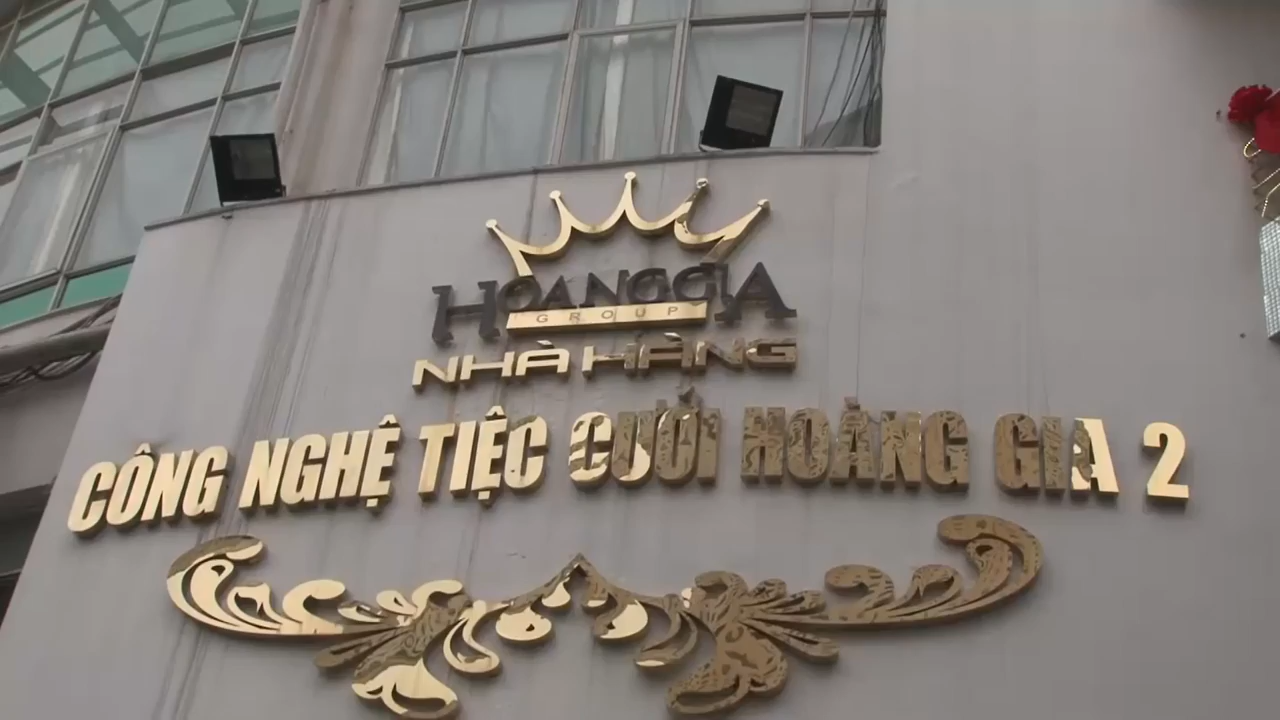 HOANGGIA
GROUP
NHÀ HÀNG
CÔNG NGHỆ TIỆC CƯỚI HOÀNG GIA 2